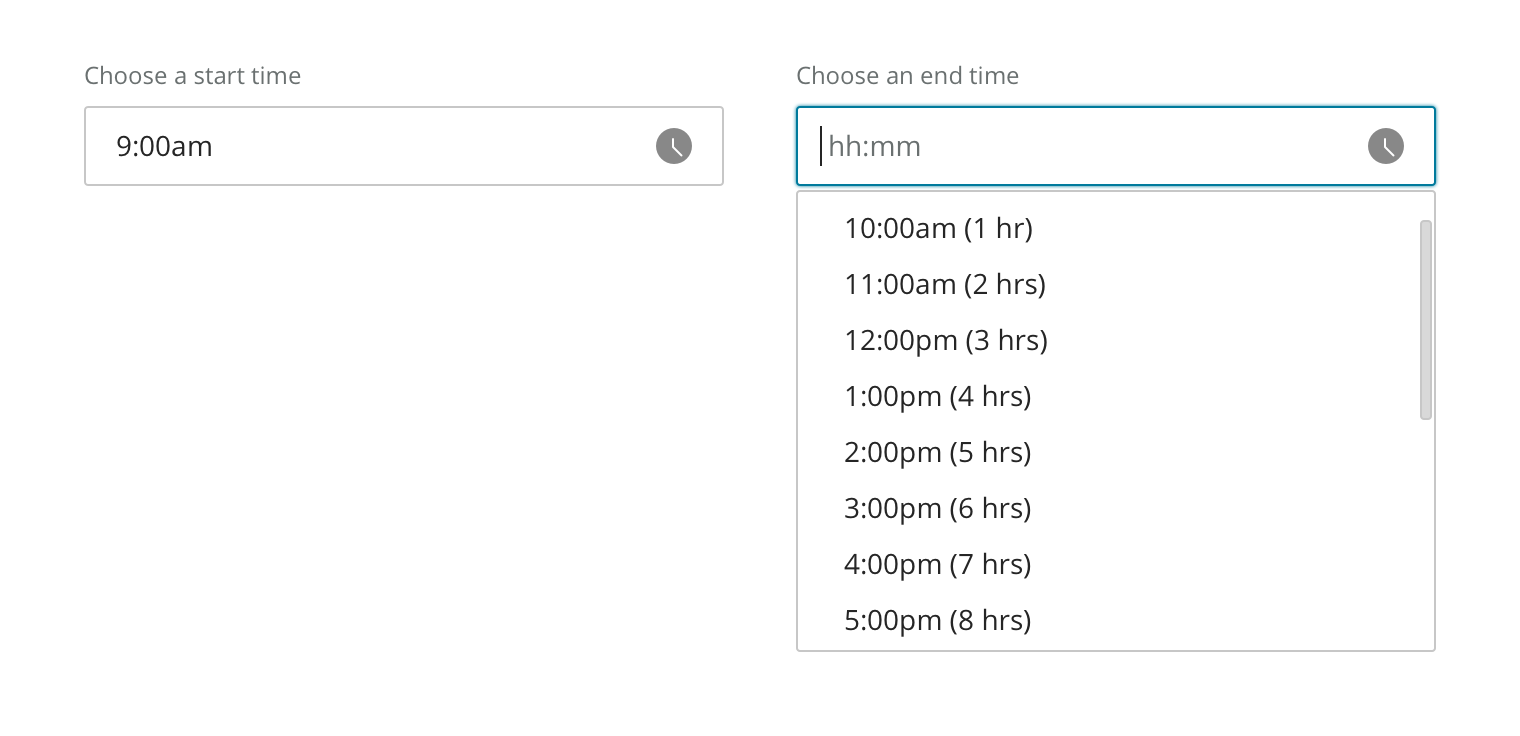 Choose a start time
9:00am
Choose an end time
hh:mm
10:00am (1 hr)
11:00am (2 hrs)
12:00pm (3 hrs)
1:00pm (4 hrs)
2:00pm (5 hrs)
3:00pm (6 hrs)
4:00pm (7 hrs)
5:00pm (8 hrs)